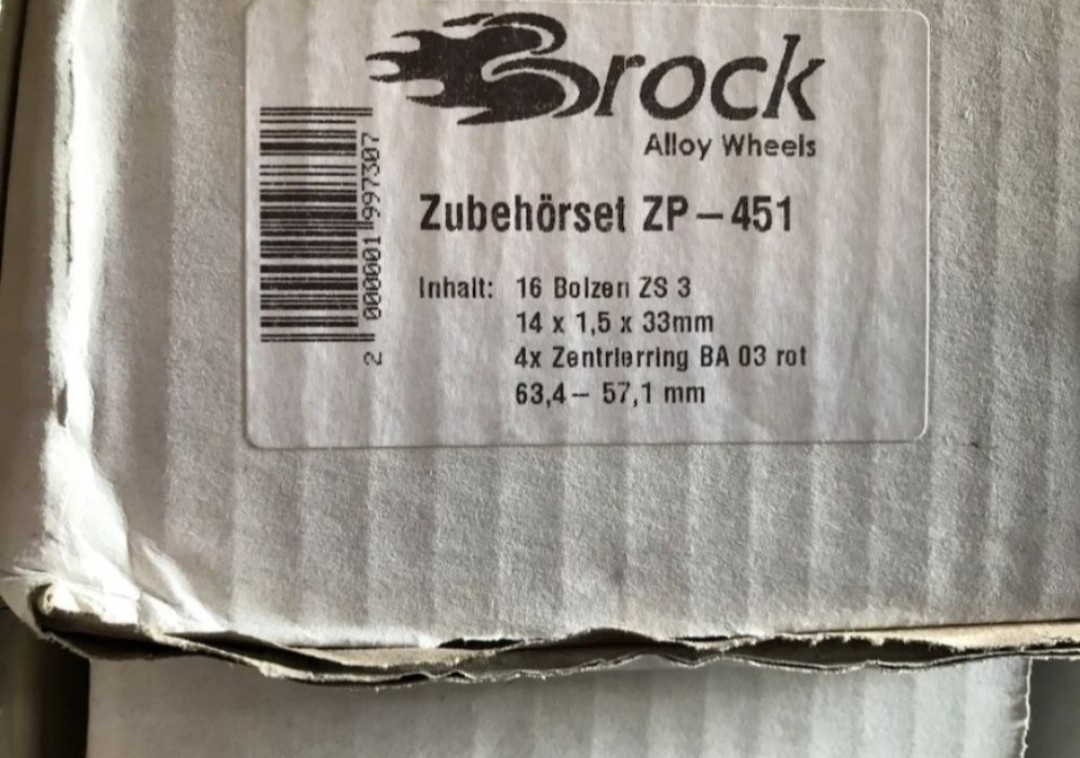 Brock
Alloy Wheels
Zubehörset ZP – 451
Inhalt: 16 Bolzen ZS 3
14 x 1,5 x 33mm
4x Zentrierring BA 03 rot
63,4 – 57,1 mm
2 000001 997307